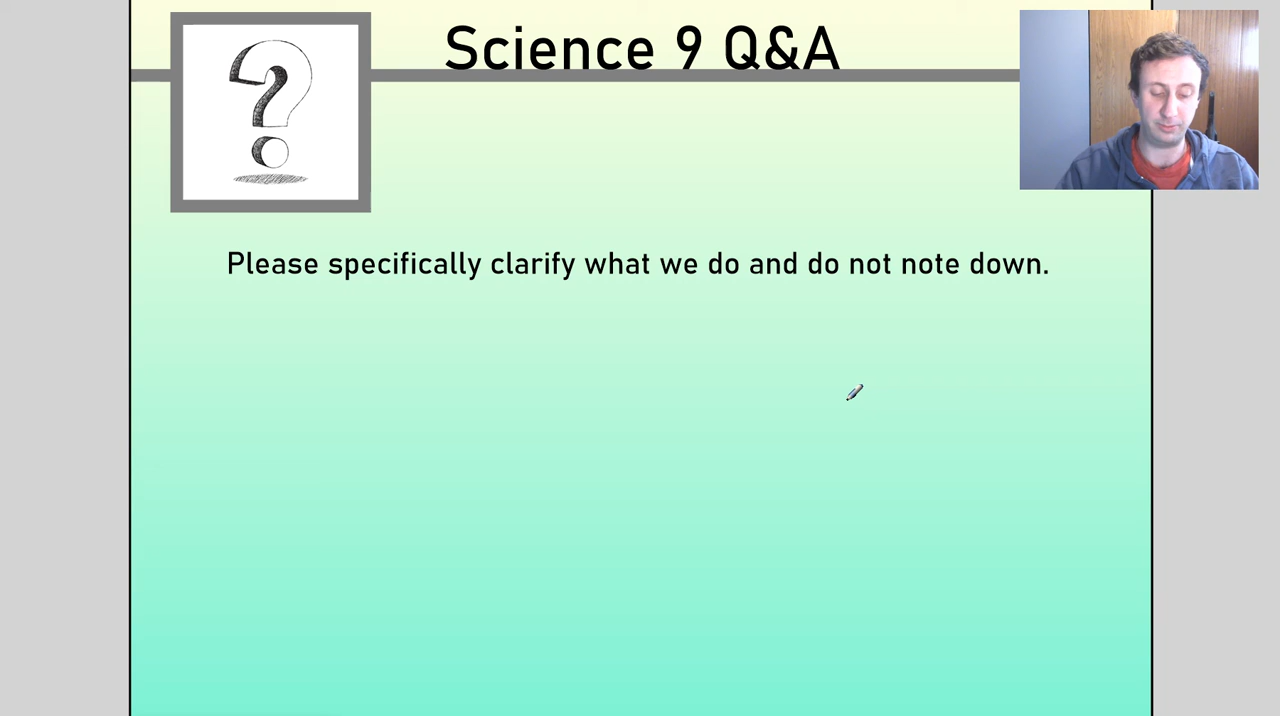 Science 9 Q&A
Please specifically clarify what we do and do not note down.